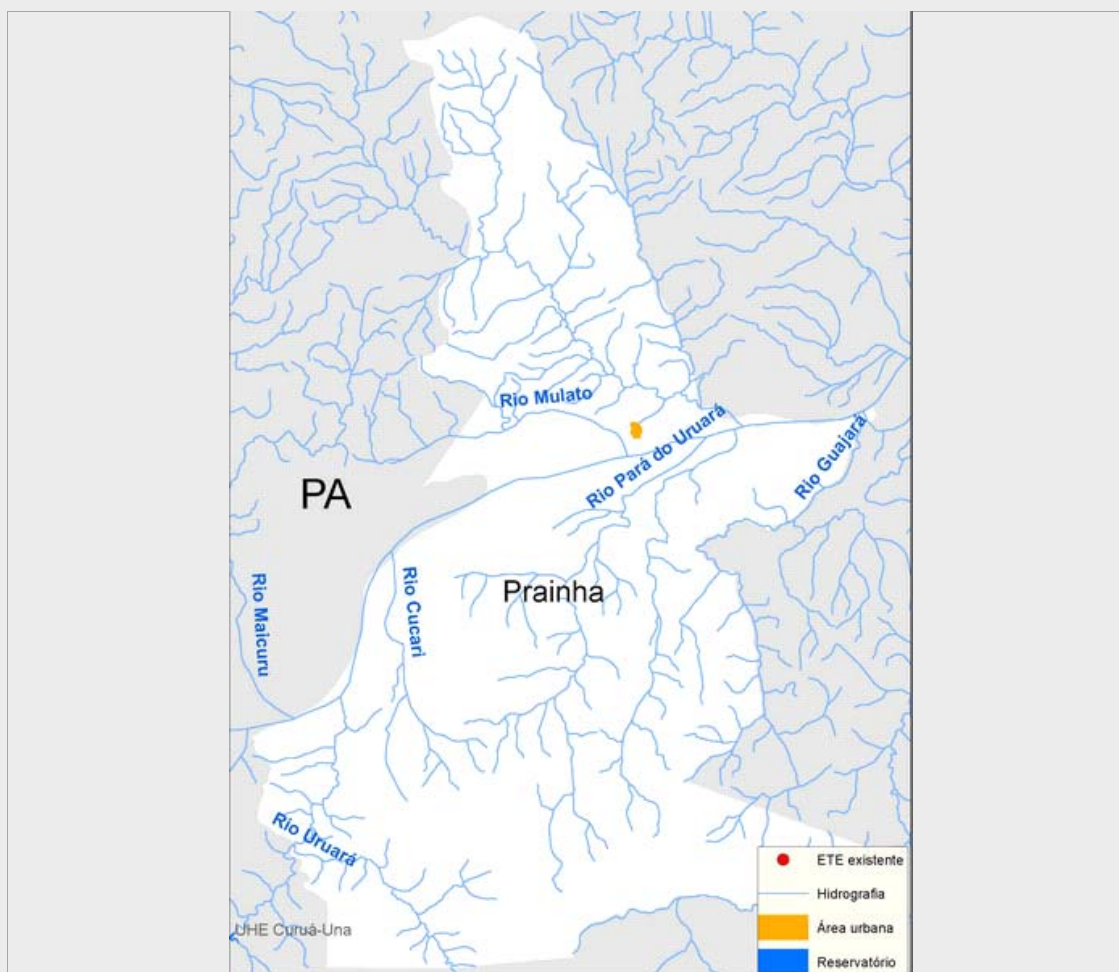 Rio Mulato
Rio Pará do Uruará
Rio Guajará
PA
Rio Maicuru
Rio Cucari
Prainha
Rio Uruará
UHE Curuá-Una
ETE existente
Hidrografia
Área urbana
Reservatório